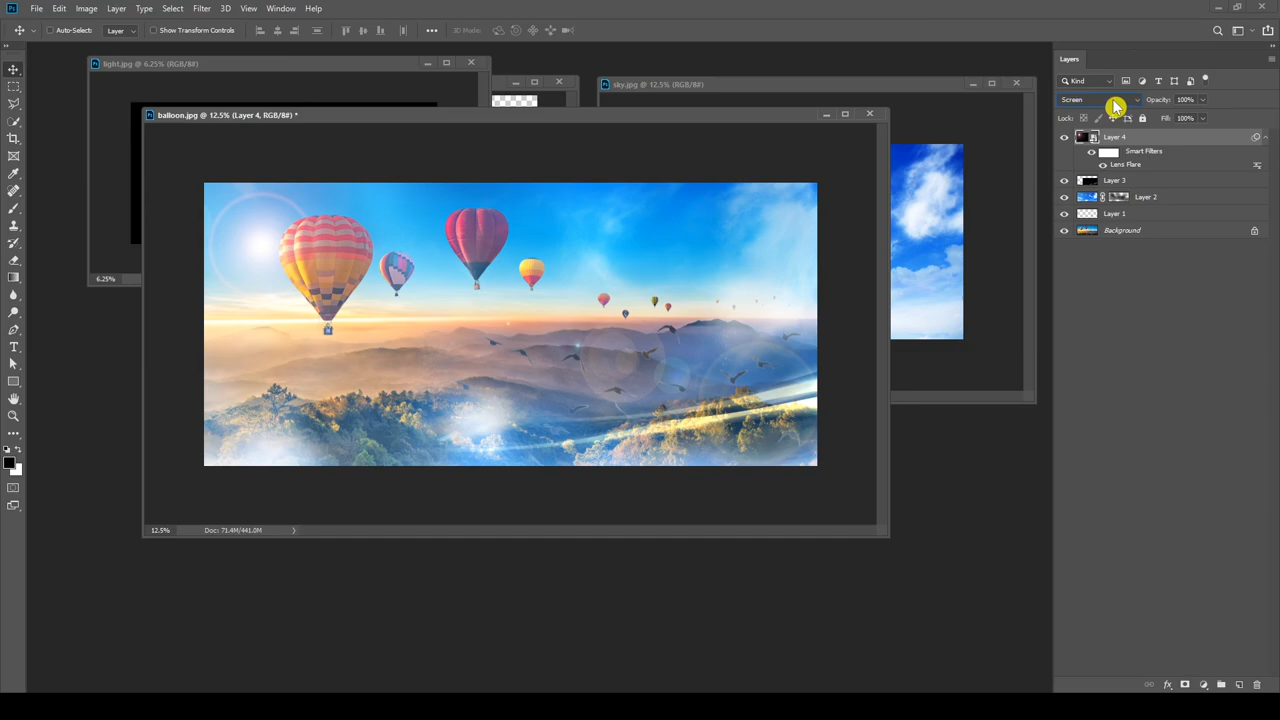 File Edit Image Layer Type Select Filter 3D View Window Help
Auto-Select: Layer Show Transform Controls 3D Mode:
light.jpg @ 6.25% (RGB/8#)
sky.jpg @ 12.5% (RGB/8#)
balloon.jpg @ 12.5% (Layer 4, RGB/8#) *
6.25%
12.5% Doc: 71.4M/441.0M
Layers
Kind
Screen Opacity: 100%
Lock: Fill: 100%
Layer 4
Smart Filters
Lens Flare
Layer 3
Layer 2
Layer 1
Background